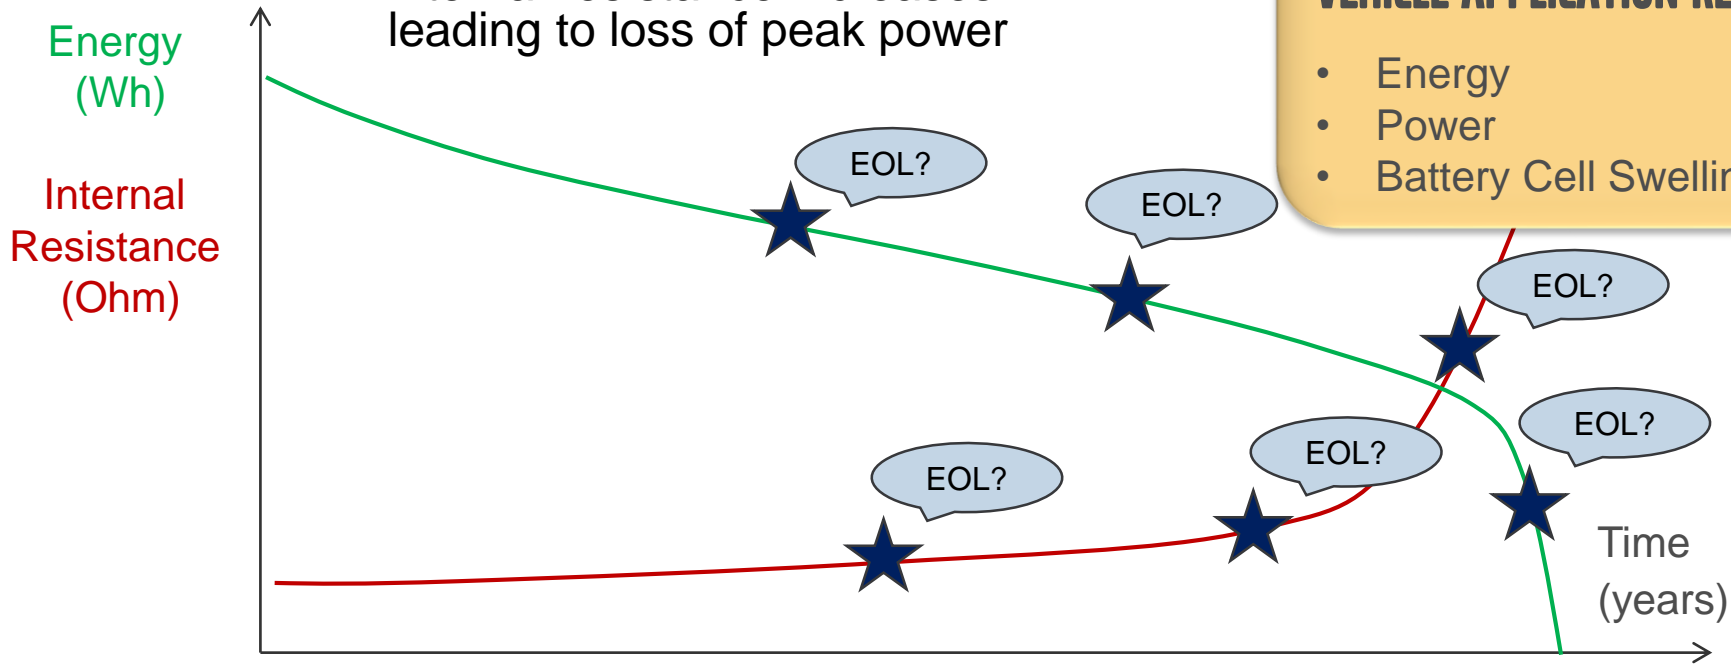 leading to loss of peak power
Energy
(Wh)
Internal
Resistance
(Ohm)
• Energy
• Power
• Battery Cell
EOL?
EOL?
EOL?
EOL?
EOL?
EOL?
Time
(years)